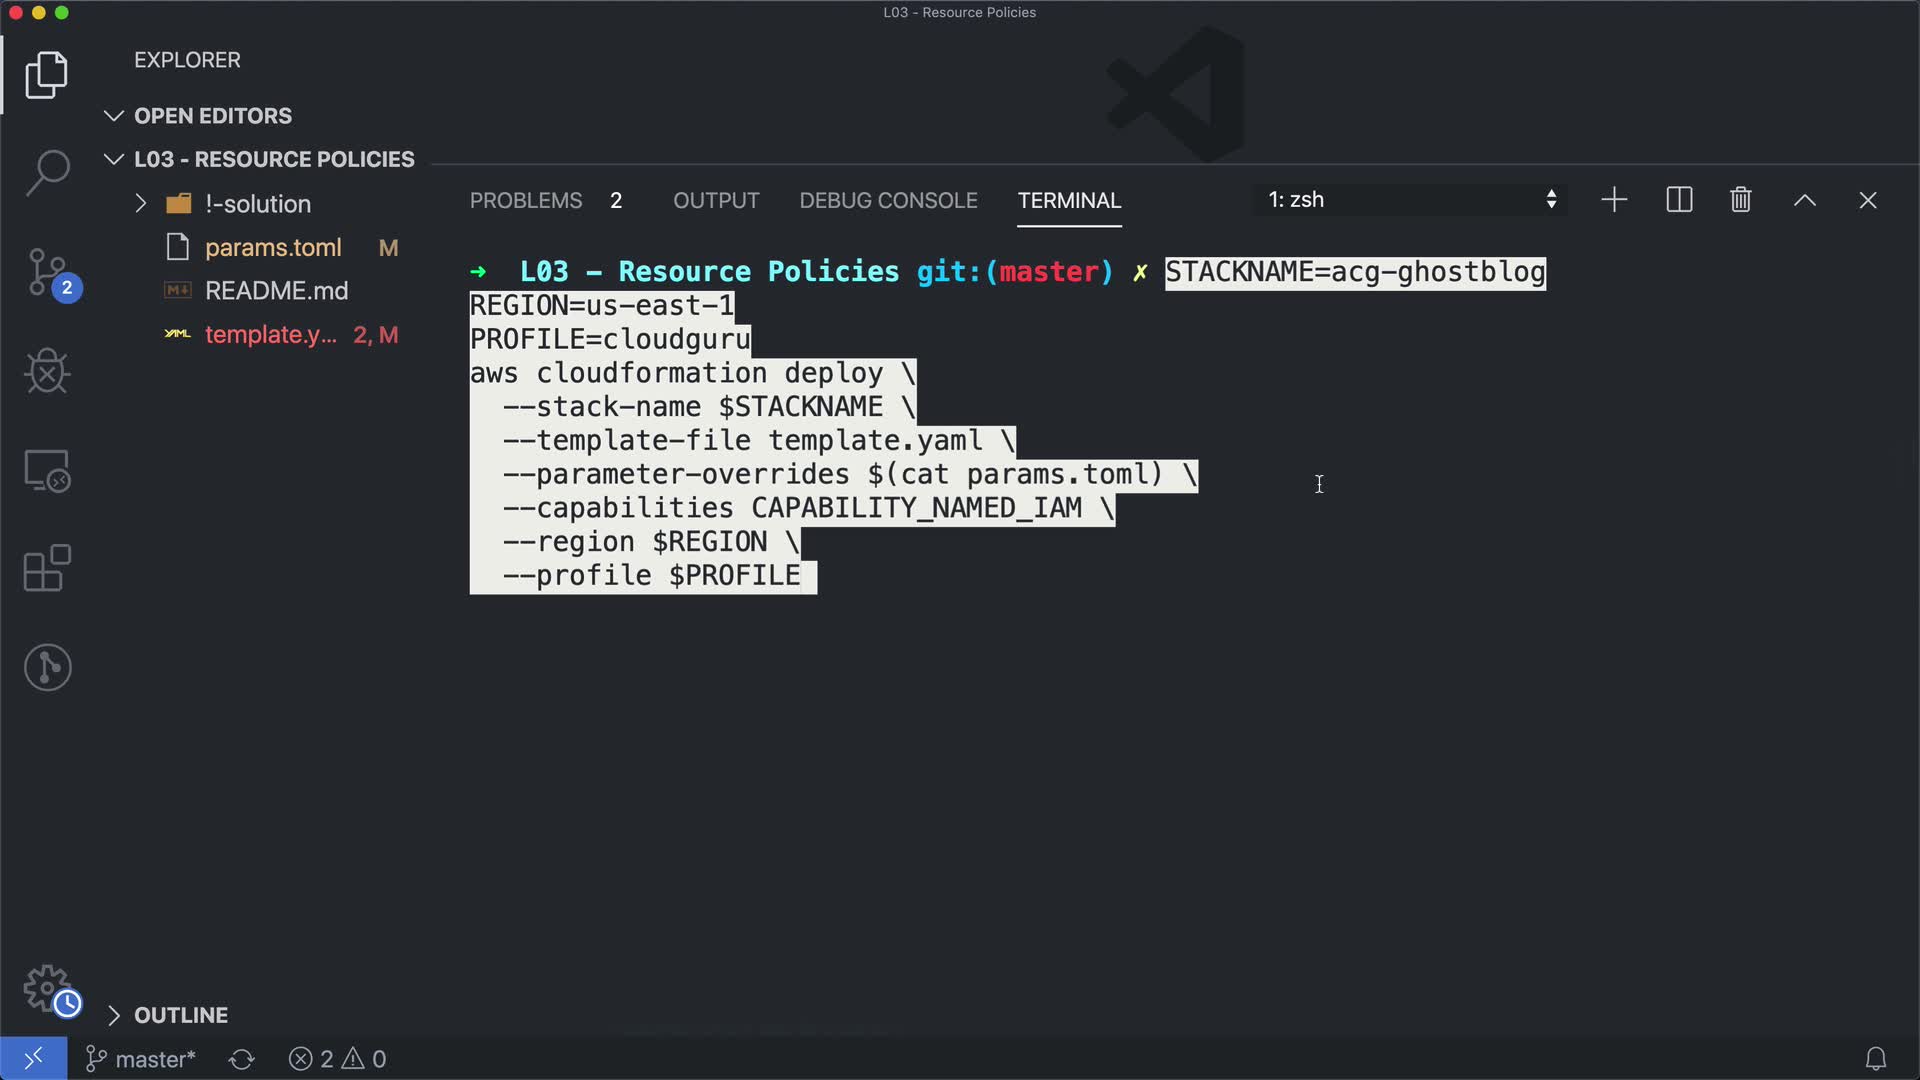 L03 - Resource Policies
EXPLORER
OPEN EDITORS
L03 - RESOURCE POLICIES
!-solution
params.toml M
README.md
template.y... 2, M
PROBLEMS 2 OUTPUT DEBUG CONSOLE TERMINAL 1: zsh
➜ L03 - Resource Policies git:(master) ✗ STACKNAME=acg-ghostblog
REGION=us-east-1
PROFILE=cloudguru
aws cloudformation deploy \
--stack-name $STACKNAME \
--template-file template.yaml \
--parameter-overrides $(cat params.toml) \
--capabilities CAPABILITY_NAMED_IAM \
--region $REGION \
--profile $PROFILE
2
OUTLINE
master* 2 0